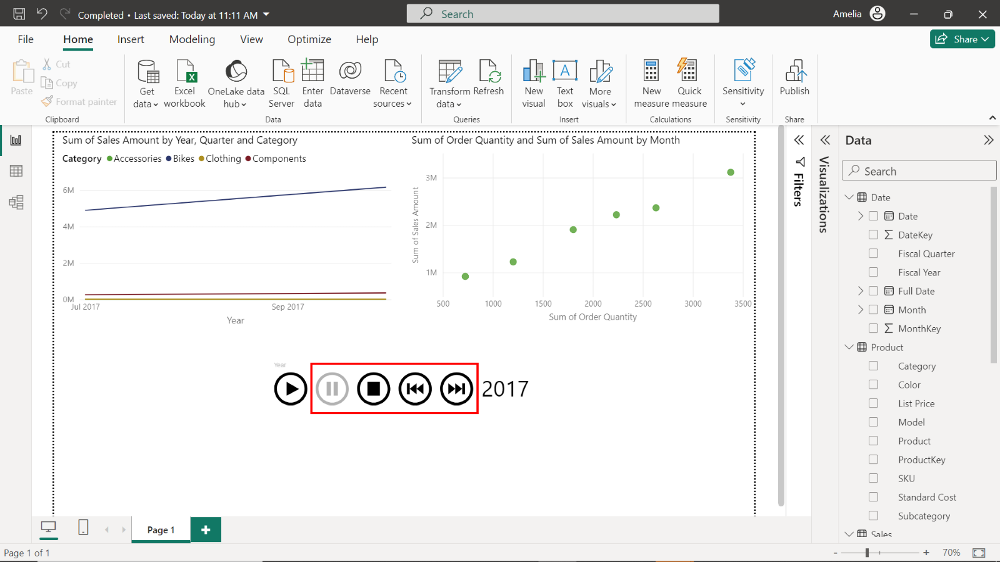 Completed • Last saved: Today at 11:11 AM
Search
Amelia
File Home Insert Modeling View Optimize Help
Share
Paste
Cut
Copy
Format painter
Clipboard
Get data
Excel workbook
OneLake data hub
SQL Server
Enter data
Dataverse
Recent sources
Data
Transform data
Refresh
Queries
New visual
Text box
More visuals
Insert
New measure
Quick measure
Calculations
Sensitivity
Sensitivity
Publish
Share
Sum of Sales Amount by Year, Quarter and Category
Category Accessories Bikes Clothing Components
6M
4M
2M
0M
Jul 2017 Sep 2017
Year
Sum of Order Quantity and Sum of Sales Amount by Month
Sum of Sales Amount
3M
2M
1M
500 1000 1500 2000 2500 3000 3500
Sum of Order Quantity
Year
2017
Filters
Visualizations
Data
Search
Date
Date
DateKey
Fiscal Quarter
Fiscal Year
Full Date
Month
MonthKey
Product
Category
Color
List Price
Model
Product
ProductKey
SKU
Standard Cost
Subcategory
Sales
Page 1
Page 1 of 1
- + 70%